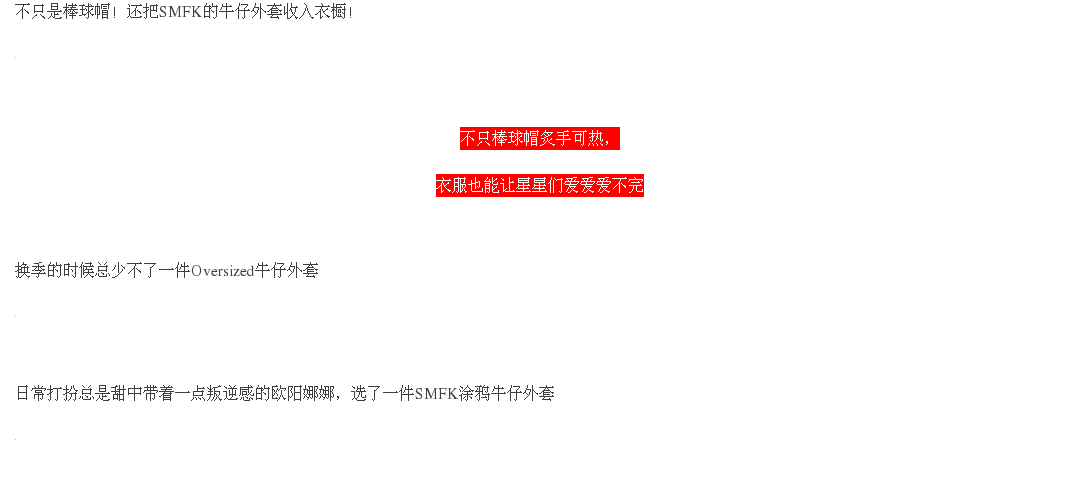 不只是棒球帽！还把SMFK的牛仔外套收入衣橱！
不只棒球帽炙手可热，
衣服也能让星星们爱爱爱不完
换季的时候总少不了一件Oversized牛仔外套
日常打扮总是甜中带着一点叛逆感的欧阳娜娜，选了一件SMFK涂鸦牛仔外套